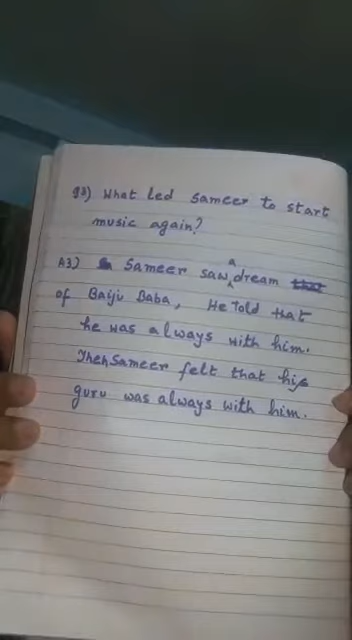 Q3) What led Sameer to start
music again?
A3) Sameer saw a dream
of Baiju Baba, He Told that
he was always with him.
Then Sameer felt that his
guru was always with him.